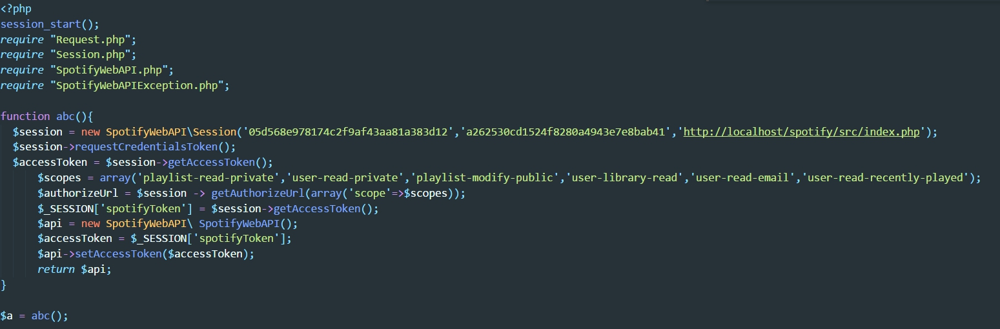 <?php
session_start();
require "Request.php";
require "Session.php";
require "SpotifyWebAPI.php";
require "SpotifyWebAPIException.php";
function abc(){
$session = new SpotifyWebAPI\Session('05d568e978174c2f9af43aa81a383d12','a262530cd1524f8280a4943e7e8bab41','http://localhost/spotify/src/index.php');
$session->requestCredentialsToken();
$accessToken = $session->getAccessToken();
$scopes = array('playlist-read-private','user-read-private','playlist-modify-public','user-library-read','user-read-email','user-read-recently-played');
$authorizeUrl = $session -> getAuthorizeUrl(array('scope'=>$scopes));
$_SESSION['spotifyToken'] = $session->getAccessToken();
$api = new SpotifyWebAPI\ SpotifyWebAPI();
$accessToken = $_SESSION['spotifyToken'];
$api->setAccessToken($accessToken);
return $api;
}
$a = abc();